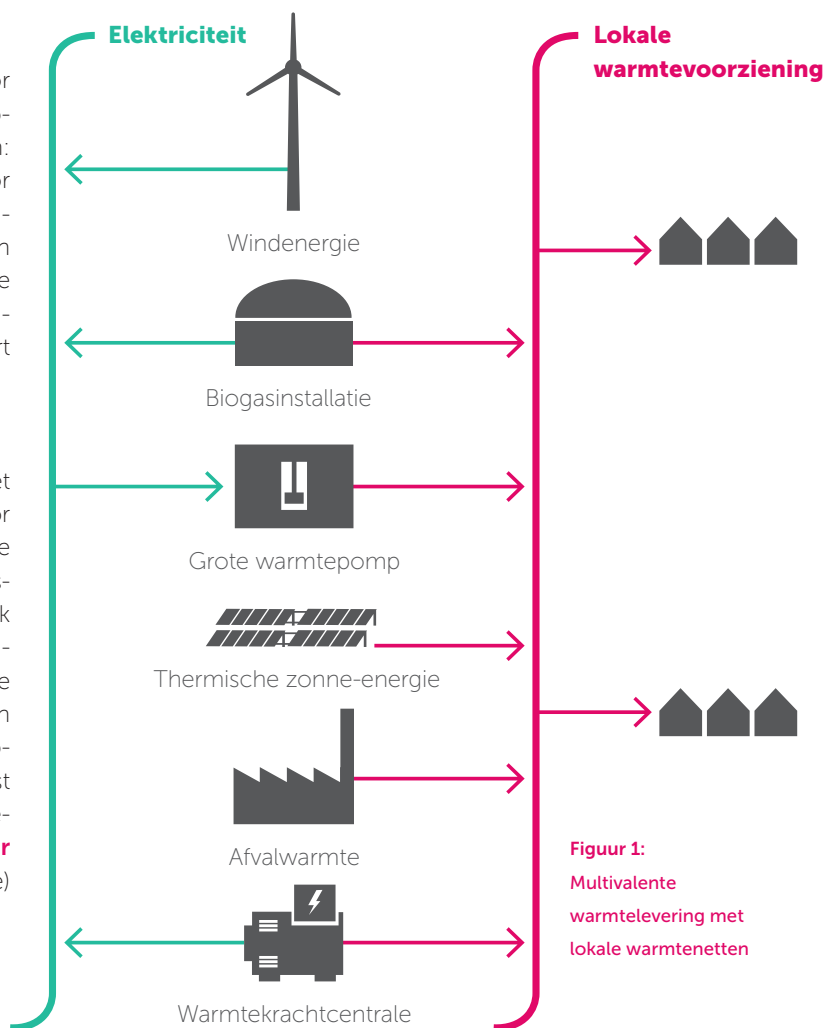 Elektriciteit
Lokale
warmtevoorziening
Windenergie
Biogasinstallatie
Grote warmtepomp
Thermische zonne-energie
Afvalwarmte
Warmtekrachtcentrale
Figuur 1:
Multivalente
warmtelevering met
lokale warmtenetten